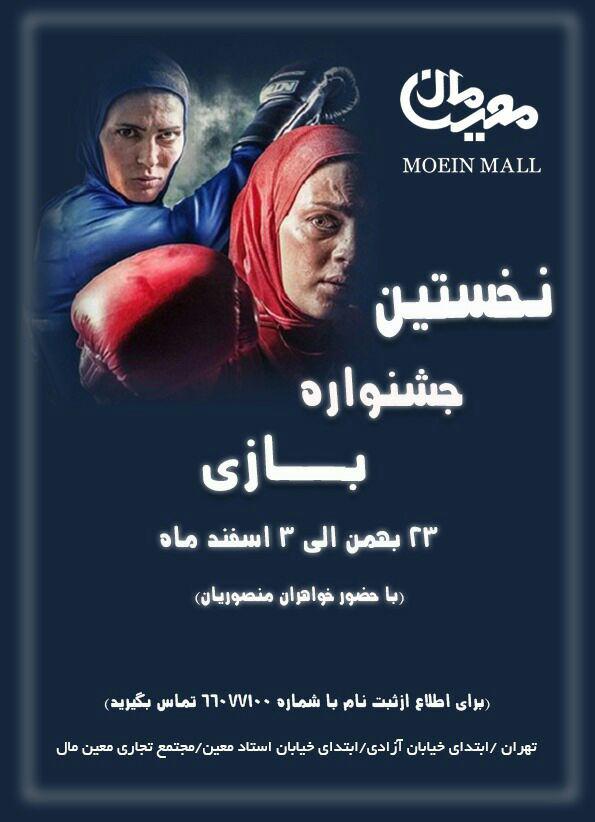 معین مال
MOEIN MALL
نخستین
جشنواره
بـــازی
۲۳ بهمن الی ۳ اسفند ماه
(با حضور خواهران منصوریان)
(برای اطلاع ازثبت نام با شماره ۶۶۰۷۷۱۰۰ تماس بگیرید)
تهران /ابتدای خیابان آزادی/ابتدای خیابان استاد معین/مجتمع تجاری معین مال